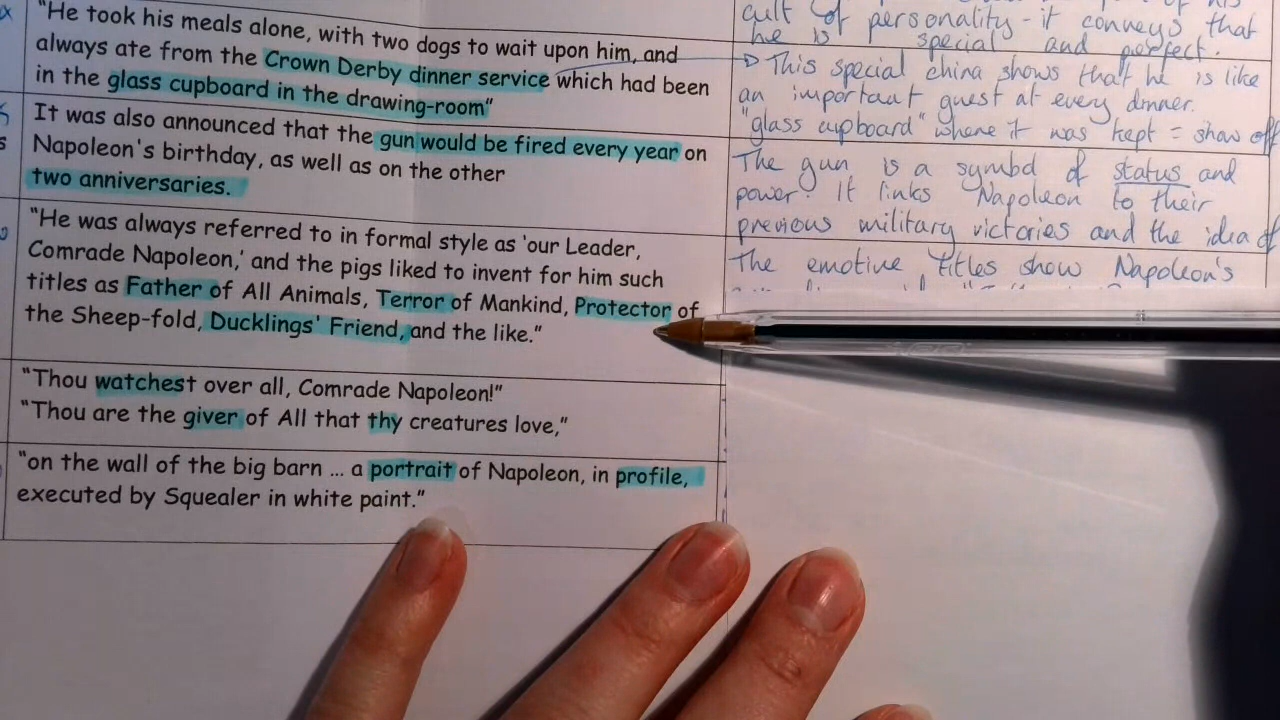 "He took his meals alone, with two dogs to wait upon him, and
always ate from the Crown Derby dinner service which had been
in the glass cupboard in the drawing-room"
It was also announced that the gun would be fired every year on
Napoleon's birthday, as well as on the other
two anniversaries.
"He was always referred to in formal style as 'our Leader,
Comrade Napoleon,' and the pigs liked to invent for him such
titles as Father of All Animals, Terror of Mankind, Protector of
the Sheep-fold, Ducklings' Friend, and the like."
"Thou watchest over all, Comrade Napoleon!"
"Thou are the giver of All that thy creatures love,"
"on the wall of the big barn ... a portrait of Napoleon, in profile,
executed by Squealer in white paint."
cult of personality - it conveys that
he is special and perfect.
This special china shows that he is like
an important guest at every dinner.
"glass cupboard" where it was kept = show off
The gun is a symbol of status and
power. It links Napoleon to their
previous military victories and the idea of
The emotive titles show Napoleon's